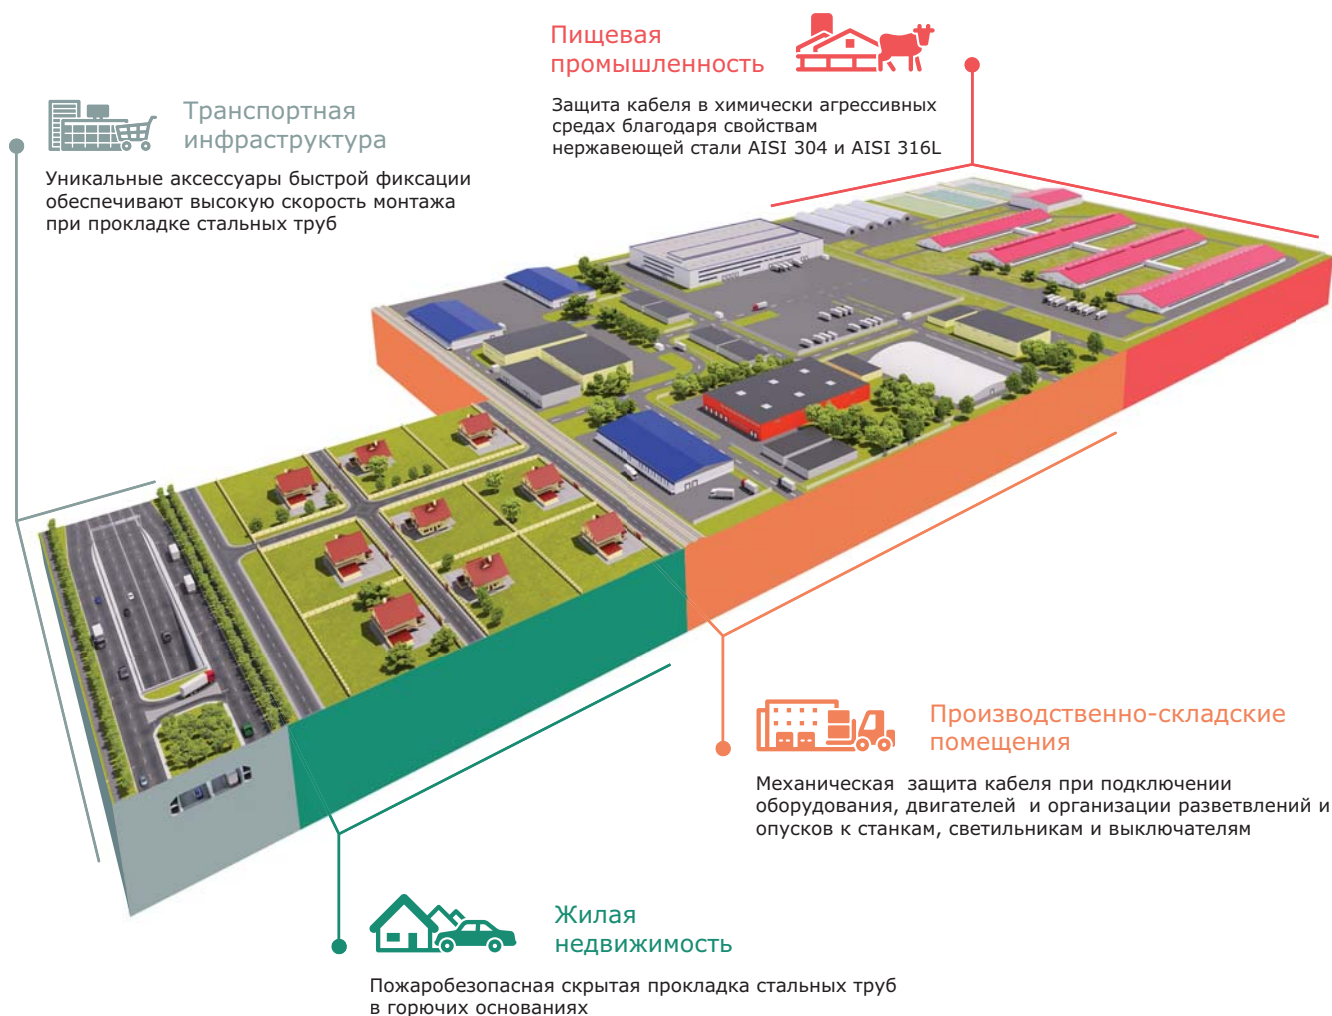 Пищевая
промышленность
Защита кабеля в химически агрессивных
средах благодаря свойствам
нержавеющей стали AISI 304 и AISI 316L
Транспортная
инфраструктура
Уникальные аксессуары быстрой фиксации
обеспечивают высокую скорость монтажа
при прокладке стальных труб
Производственно-складские
помещения
Механическая  защита кабеля при подключении
оборудования, двигателей  и организации разветвлений и
опусков к станкам, светильникам и выключателям
Жилая
недвижимость
Пожаробезопасная скрытая прокладка стальных труб
в горючих основаниях